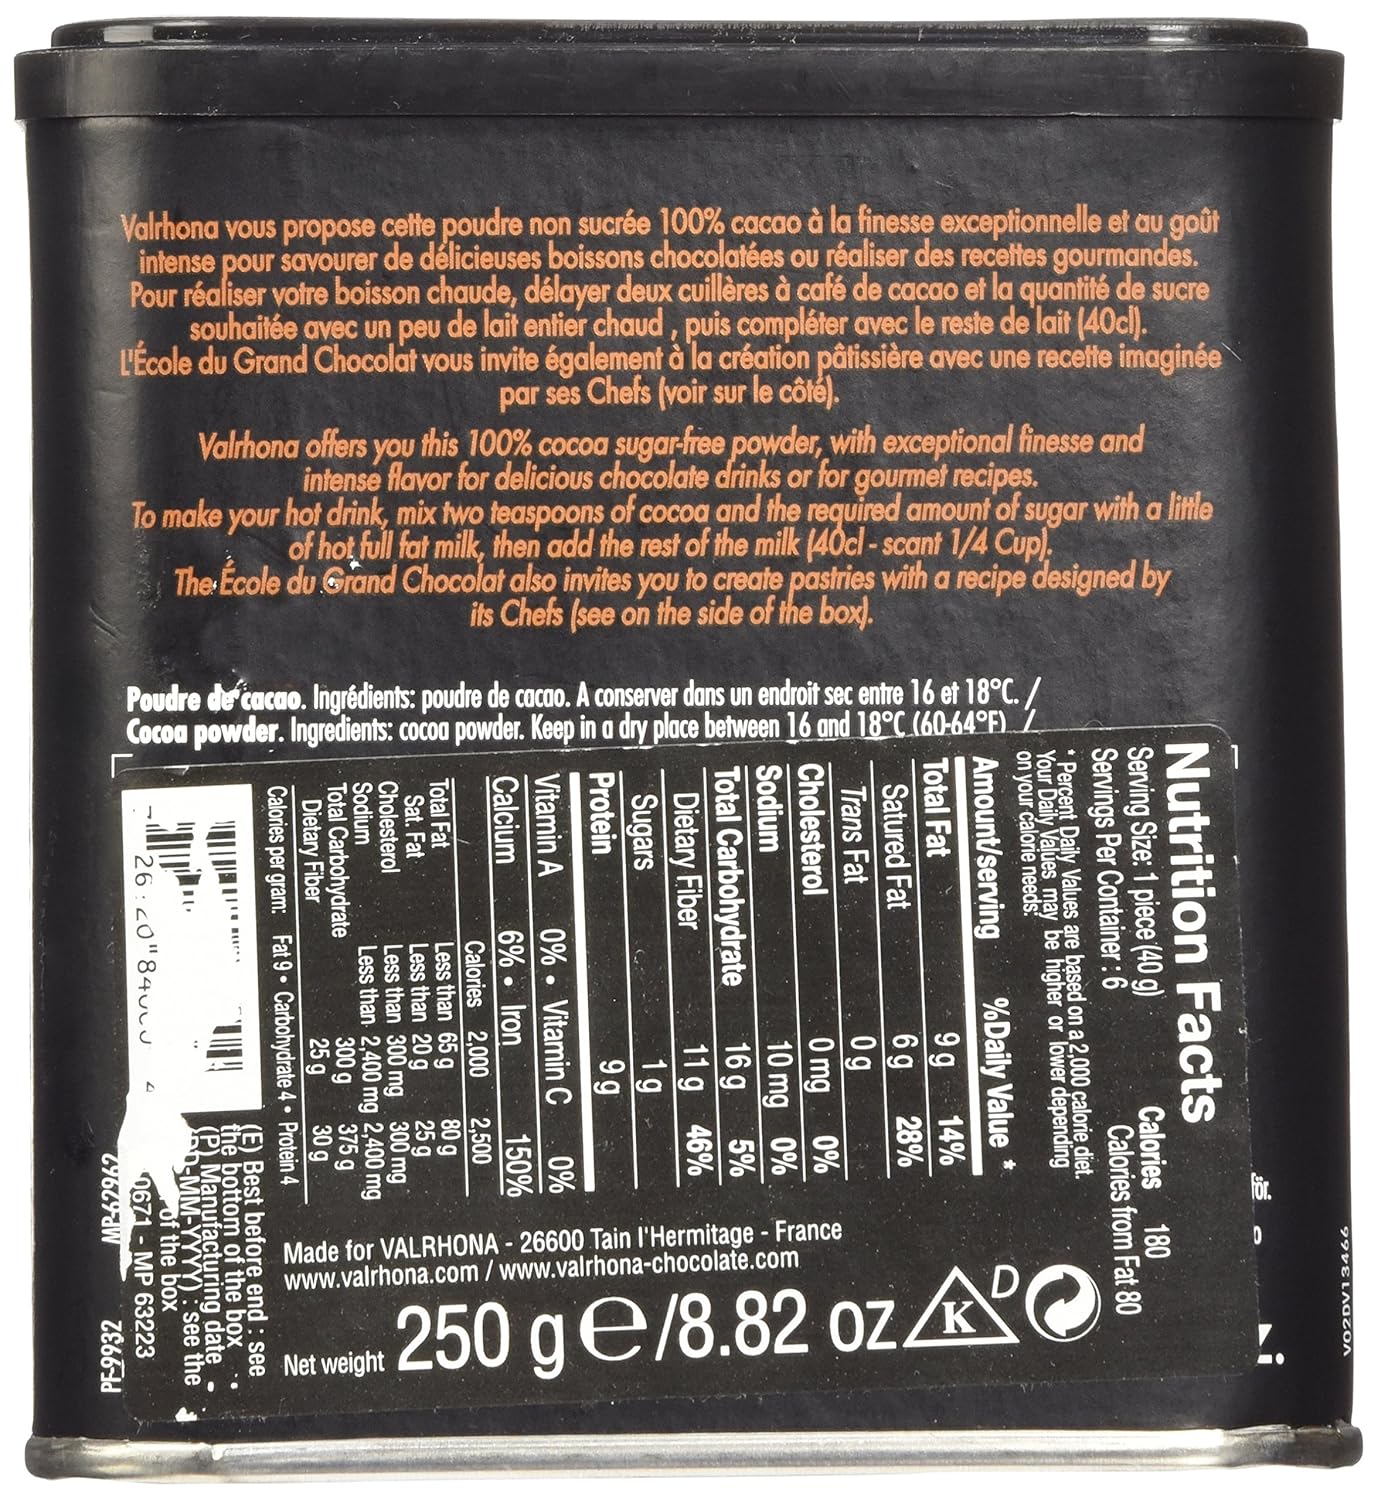 Valrhona vous propose cette poudre non sucrée 100% cacao à la finesse exceptionnelle et au goût
intense pour savourer de délicieuses boissons chocolatées ou réaliser des recettes gourmandes.
Pour réaliser votre boisson chaude, délayer deux cuillères à café de cacao et la quantité de sucre
souhaitée avec un peu de lait entier chaud , puis compléter avec le reste de lait (40cl).
L'École du Grand Chocolat vous invite également à la création pâtissière avec une recette imaginée
par ses Chefs (voir sur le côté).
Valrhona offers you this 100% cocoa sugar-free powder, with exceptional finesse and
intense flavor for delicious chocolate drinks or for gourmet recipes.
To make your hot drink, mix two teaspoons of cocoa and the required amount of sugar with a little
of hot full fat milk, then add the rest of the milk (40cl - scant 1/4 Cup).
The École du Grand Chocolat also invites you to create pastries with a recipe designed by
its Chefs (see on the side of the box).
Poudre de cacao. Ingrédients: poudre de cacao. A conserver dans un endroit sec entre 16 et 18°C. /
Cocoa powder. Ingredients: cocoa powder. Keep in a dry place between 16 and 18°C (60-64°F) /
Nutrition Facts
Serving Size: 1 piece (40 g)
Servings Per Container : 6
Calories 180
Calories from Fat 80
* Percent Daily Values are based on a 2,000 calorie diet.
Your Daily Values may be higher or lower depending
on your calorie needs.
Amount/serving %Daily Value *
Total Fat 9 g 14%
Satured Fat 6 g 28%
Trans Fat 0 g
Cholesterol 0 mg 0%
Sodium 10 mg 0%
Total Carbohydrate 16 g 5%
Dietary Fiber 11 g 46%
Sugars 1 g
Protein 9 g
Vitamin A 0% • Vitamin C 0%
Calcium 6% • Iron 150%
Calories 2,000 2,500
Total Fat Less than 65 g 80 g
Sat. Fat Less than 20 g 25 g
Cholesterol Less than 300 mg 300 mg
Sodium Less than 2,400 mg 2,400 mg
Total Carbohydrate 300 g 375 g
Dietary Fiber 25 g 30 g
Calories per gram: Fat 9 • Carbohydrate 4 • Protein 4
(E) Best before end : see
the bottom of the box
(P) Manufacturing date
MM-YYYY) : see the
of the box
0671 - MP 63223
Made for VALRHONA - 26600 Tain l'Hermitage - France
www.valrhona.com / www.valrhona-chocolate.com
Net weight 250 g e/8.82 oz K D
MP-62962
PF-9932
för.
V02DV13466